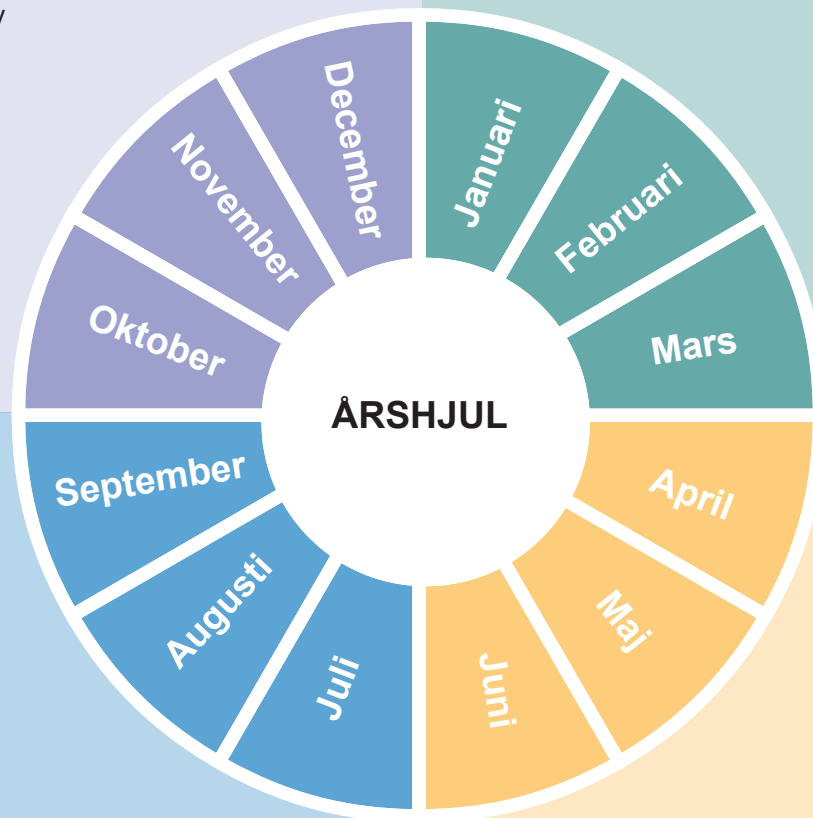 Januari
Februari
Mars
April
Maj
Juni
Juli
Augusti
September
Oktober
November
December
ÅRSHJUL